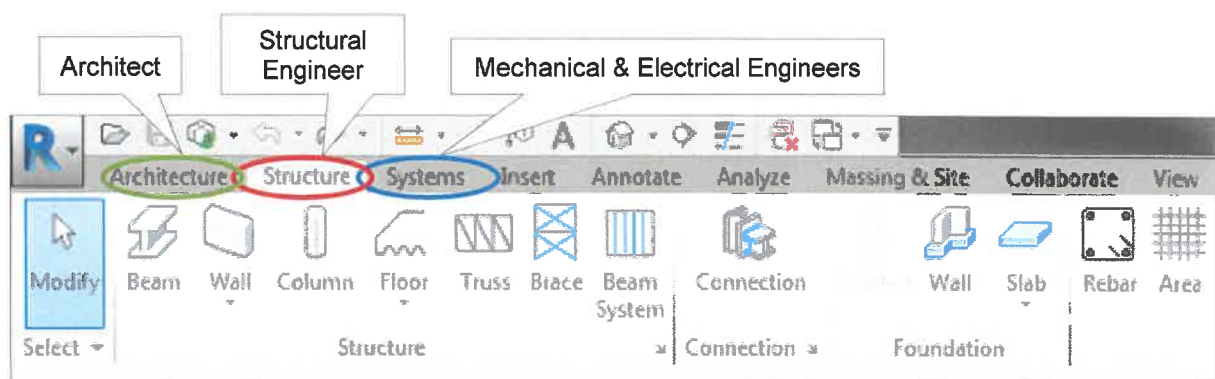 Architect
Structural
Engineer
Mechanical & Electrical Engineers
R
A
Architecture Structure Systems Insert Annotate Analyze Massing & Site Collaborate View
Modify Beam Wall Column Floor Truss Brace Beam System Connection Wall Slab Rebar Area
Select Structure Connection Foundation